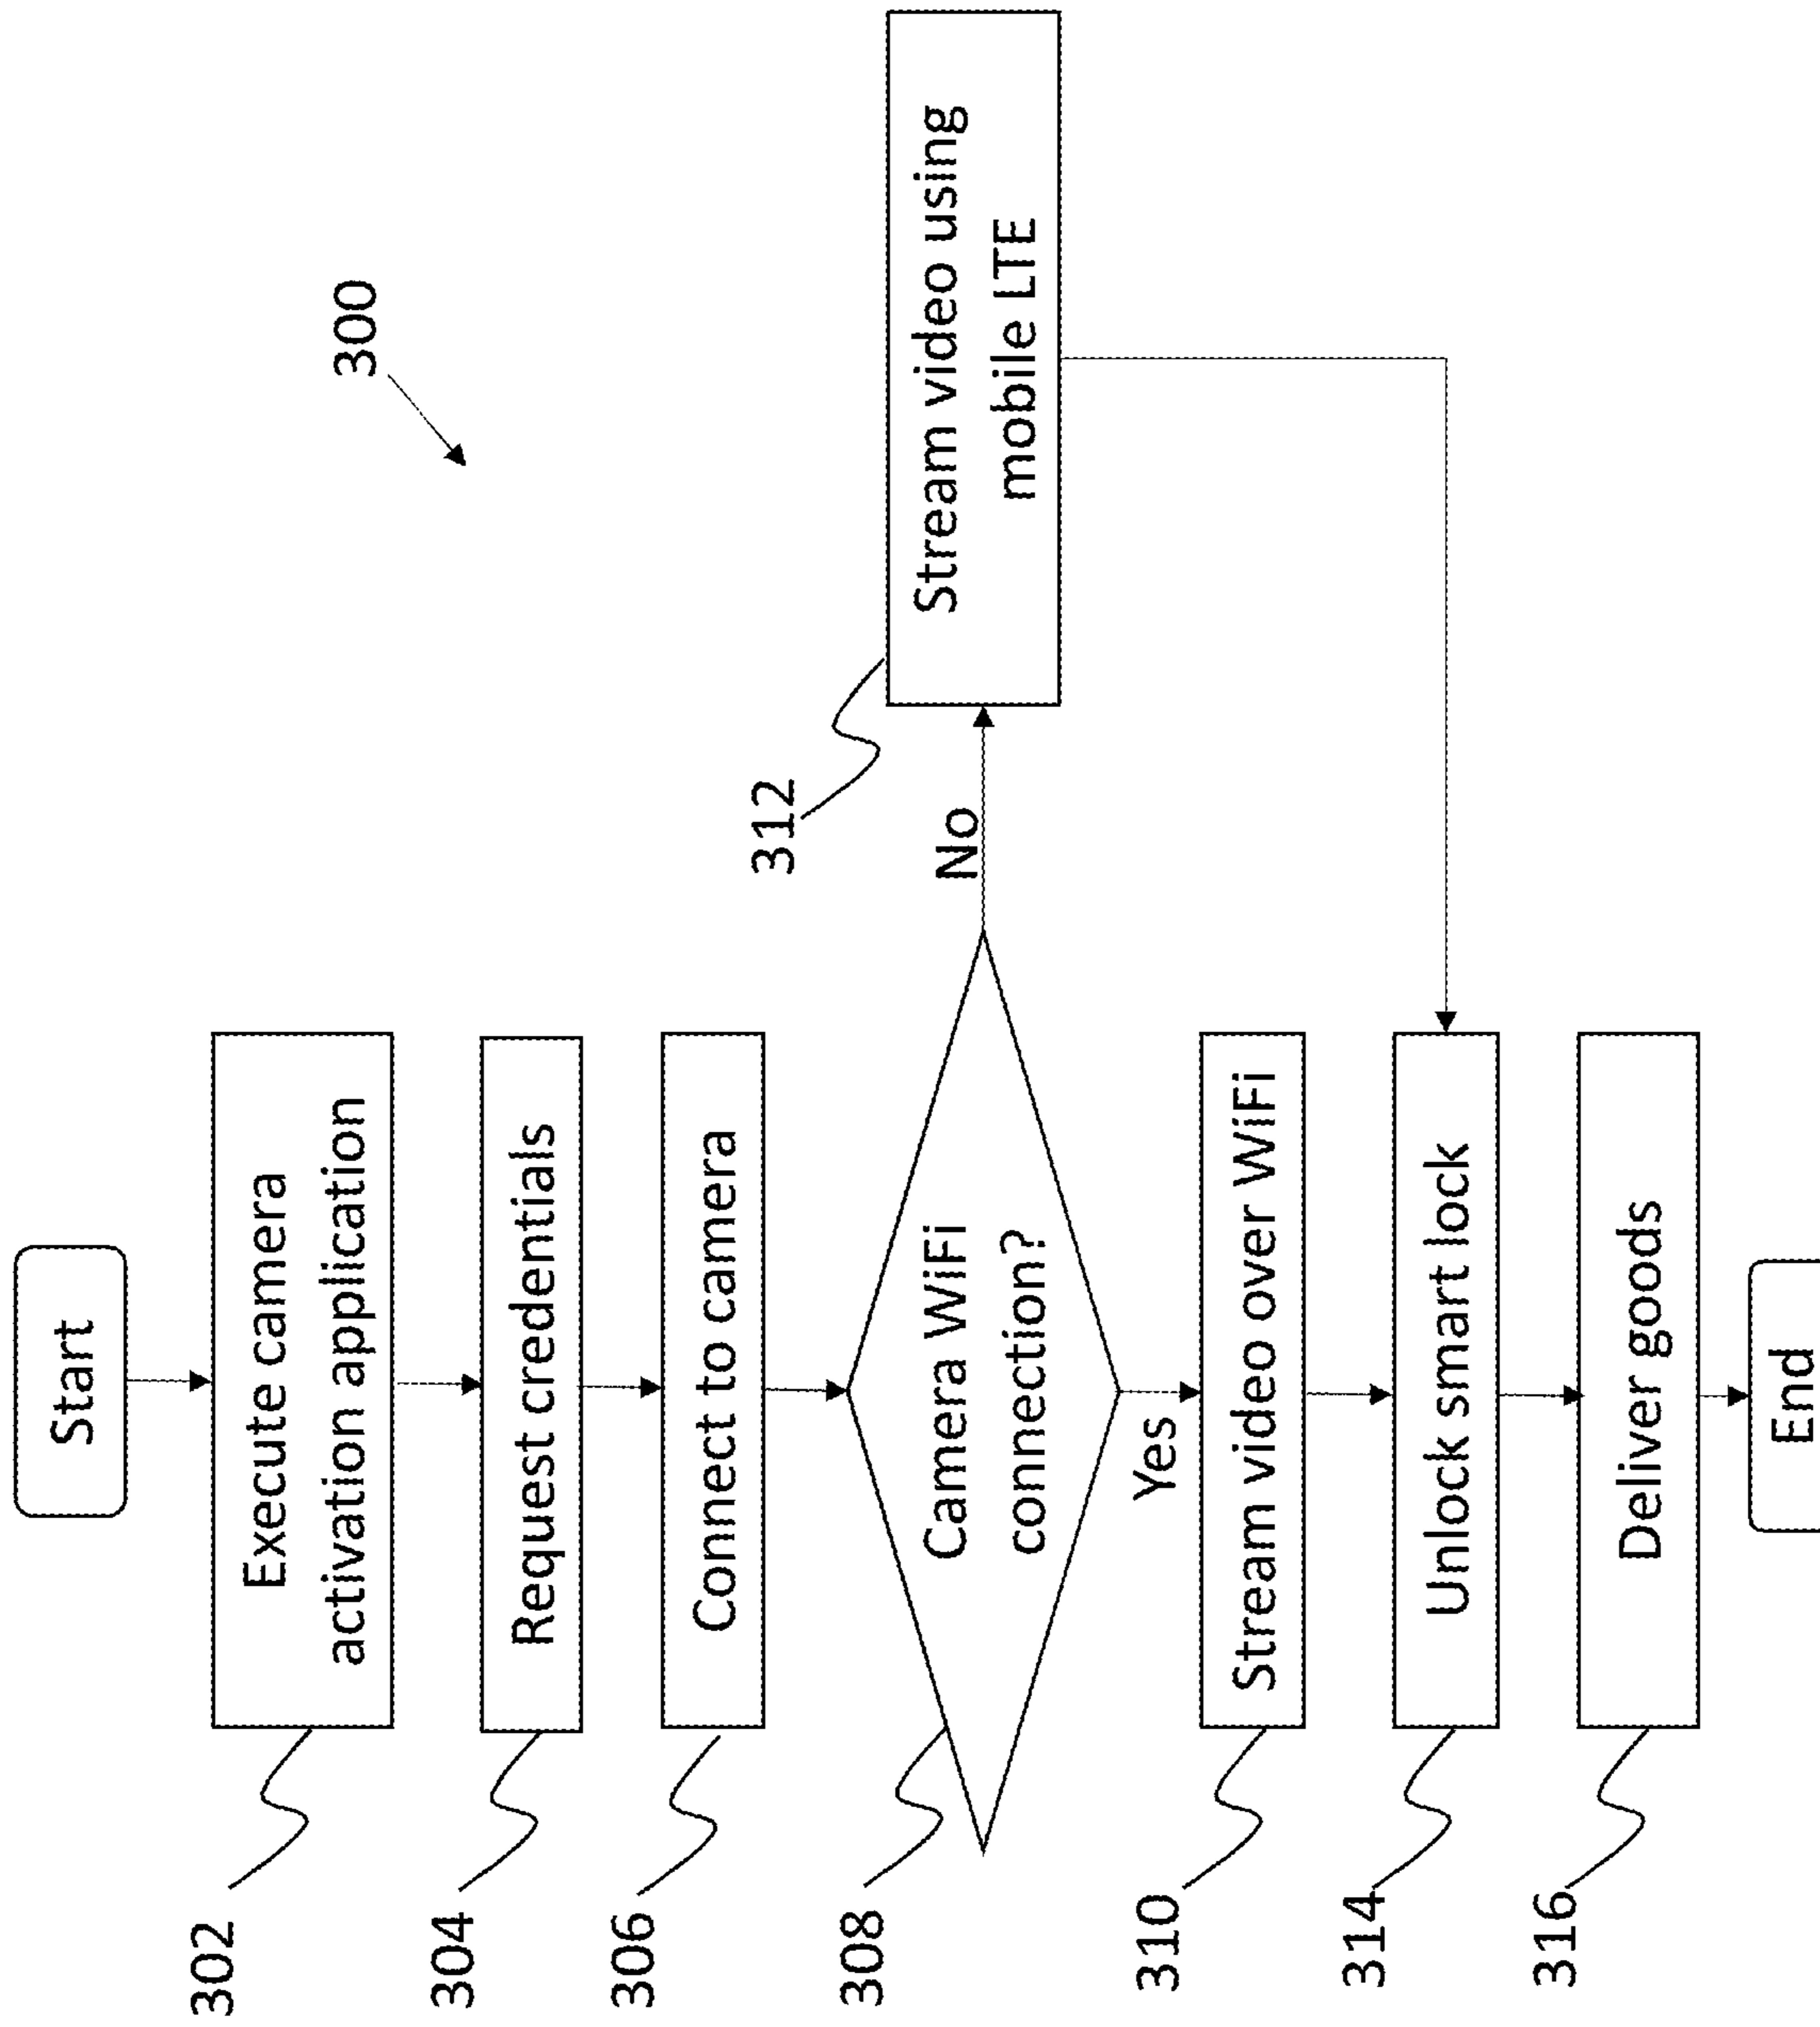 Start
300
302
Execute camera
activation application
304
Request credentials
306
Connect to camera
308
Camera WiFi
connection?
No
312
Stream video using
mobile LTE
Yes
310
Stream video over WiFi
314
Unlock smart lock
316
Deliver goods
End